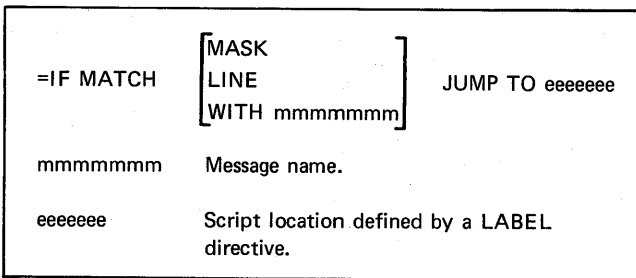 MASK
=IF MATCH LINE JUMP TO eeeeeee
WITH mmmmmmm
mmmmmmm Message name.
eeeeeee Script location defined by a LABEL
directive.